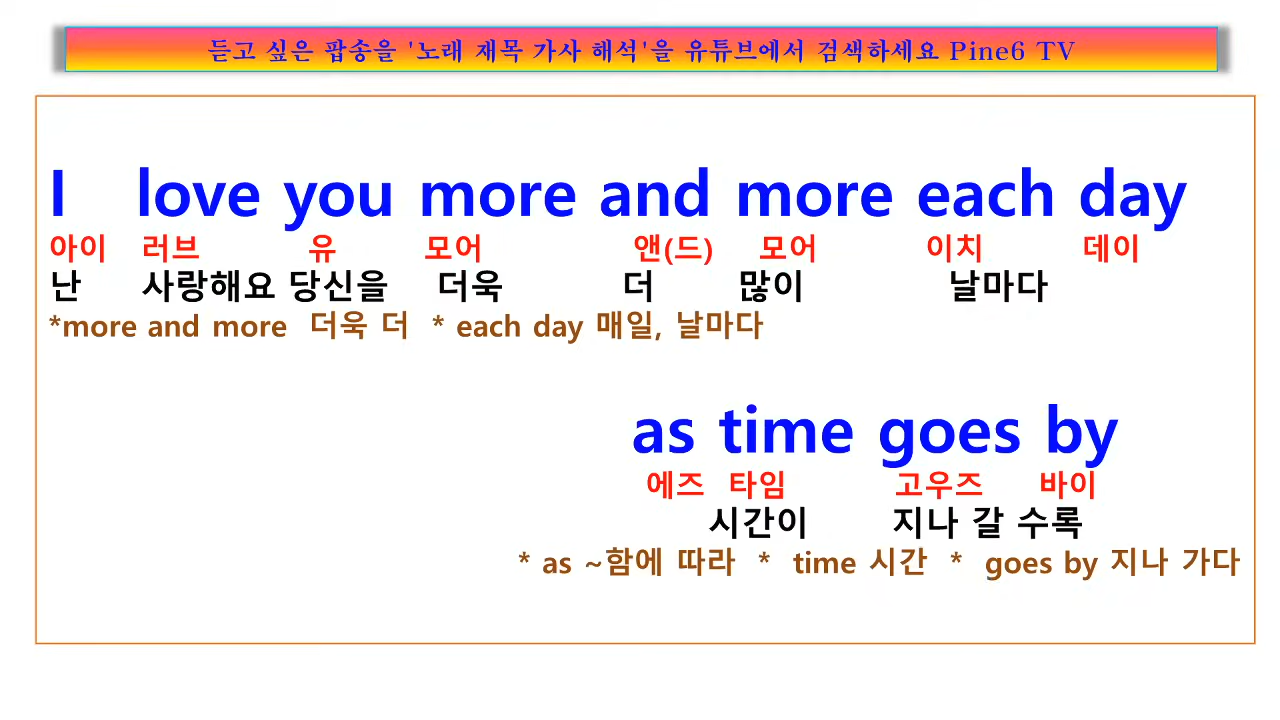 듣고 싶은 팝송을 '노래 재목 가사 해석'을 유튜브에서 검색하세요 Pine6 TV
I love you more and more each day
아이 러브 유 모어 앤(드) 모어 이치 데이
난 사랑해요 당신을 더욱 더 많이 날마다
*more and more 더욱 더 * each day 매일, 날마다
as time goes by
에즈 타임 고우즈 바이
시간이 지나 갈 수록
* as ~함에 따라 * time 시간 * goes by 지나 가다